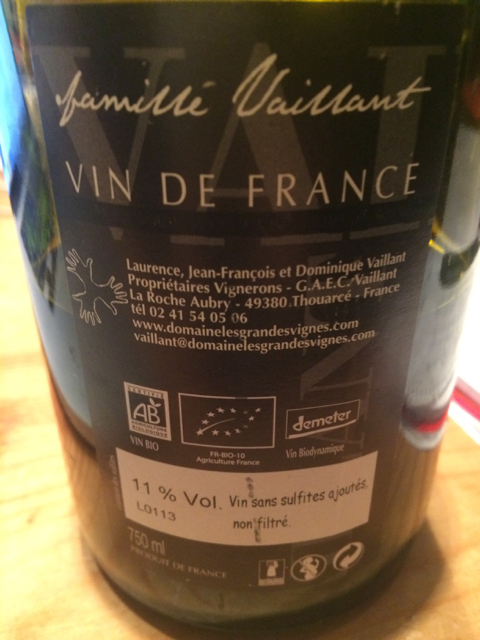 famille Vaillant
VIN DE FRANCE
Laurence, Jean-François et Dominique Vaillant
Propriétaires Vignerons - G.A.E.C. Vaillant
La Roche Aubry - 49380 Thouarcé - France
tél 02 41 54 05 06
www.domainelesgrandesvignes.com
vaillant@domainelesgrandesvignes.com
CERTIFIÉ
AB
AGRICULTURE
BIOLOGIQUE
VIN BIO
FR-BIO-10
Agriculture France
demeter
Vin Biodynamique
11 % Vol. Vin sans sulfites ajoutés,
L0113 non filtré.
750 ml
PRODUIT DE FRANCE